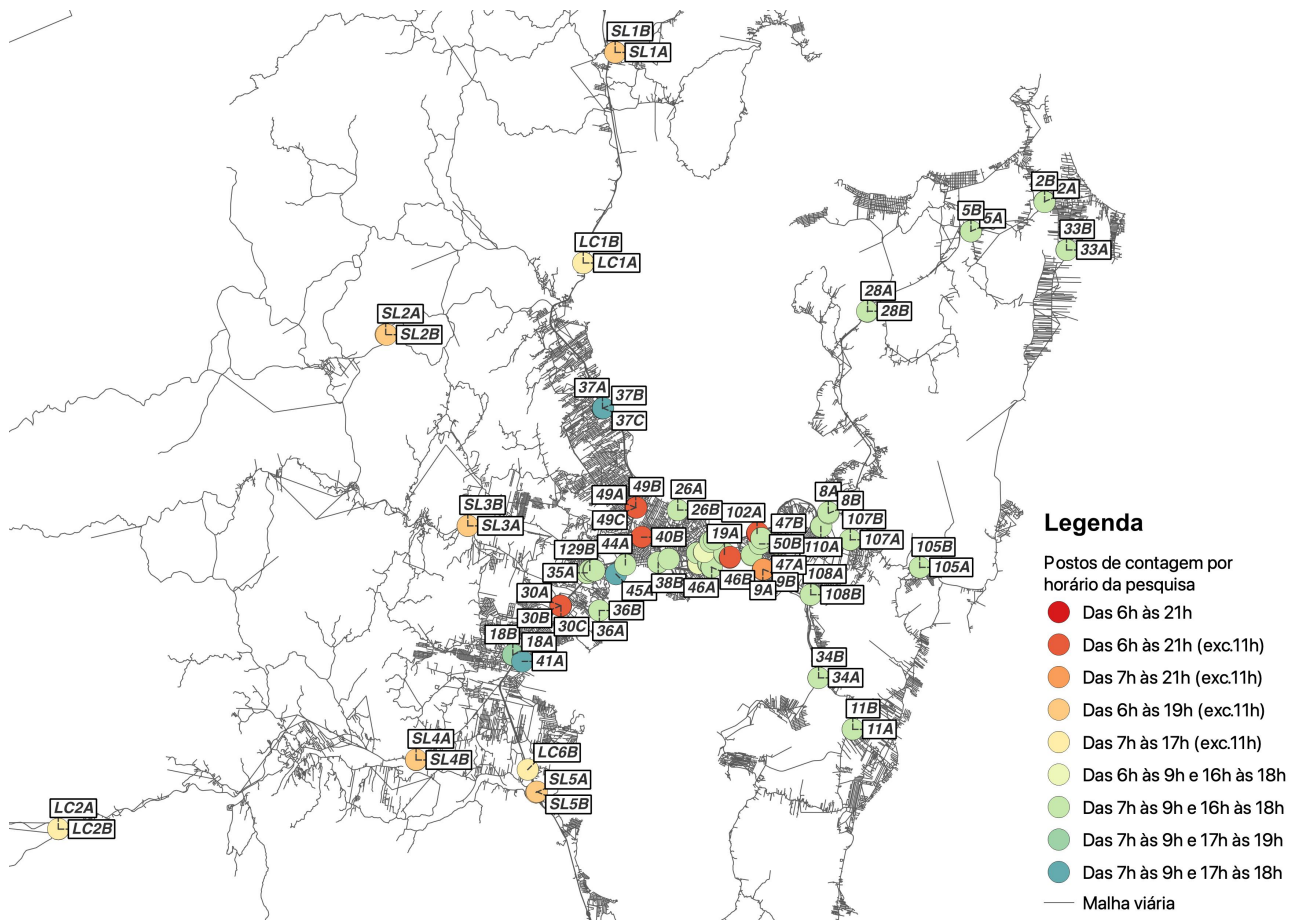 SL1B
SL1A
2B
2A
5B
5A
33B
33A
LC1B
LC1A
28A
28B
SL2A
SL2B
37A
37B
37C
49A
49B
49C
26A
26B
102A
8A
8B
SL3B
SL3A
19A
47B
107B
107A
44A
40B
50B
110A
129B
105B
105A
35A
38B
46A
46B
47A
9A
9B
108A
108B
45A
30A
30B
30C
36B
36A
18B
18A
41A
34B
34A
11B
11A
SL4A
SL4B
LC6B
SL5A
SL5B
LC2A
LC2B
Legenda
Postos de contagem por
horário da pesquisa
Das 6h às 21h
Das 6h às 21h (exc.11h)
Das 7h às 21h (exc.11h)
Das 6h às 19h (exc.11h)
Das 7h às 17h (exc.11h)
Das 6h às 9h e 16h às 18h
Das 7h às 9h e 16h às 18h
Das 7h às 9h e 17h às 19h
Das 7h às 9h e 17h às 18h
Malha viária